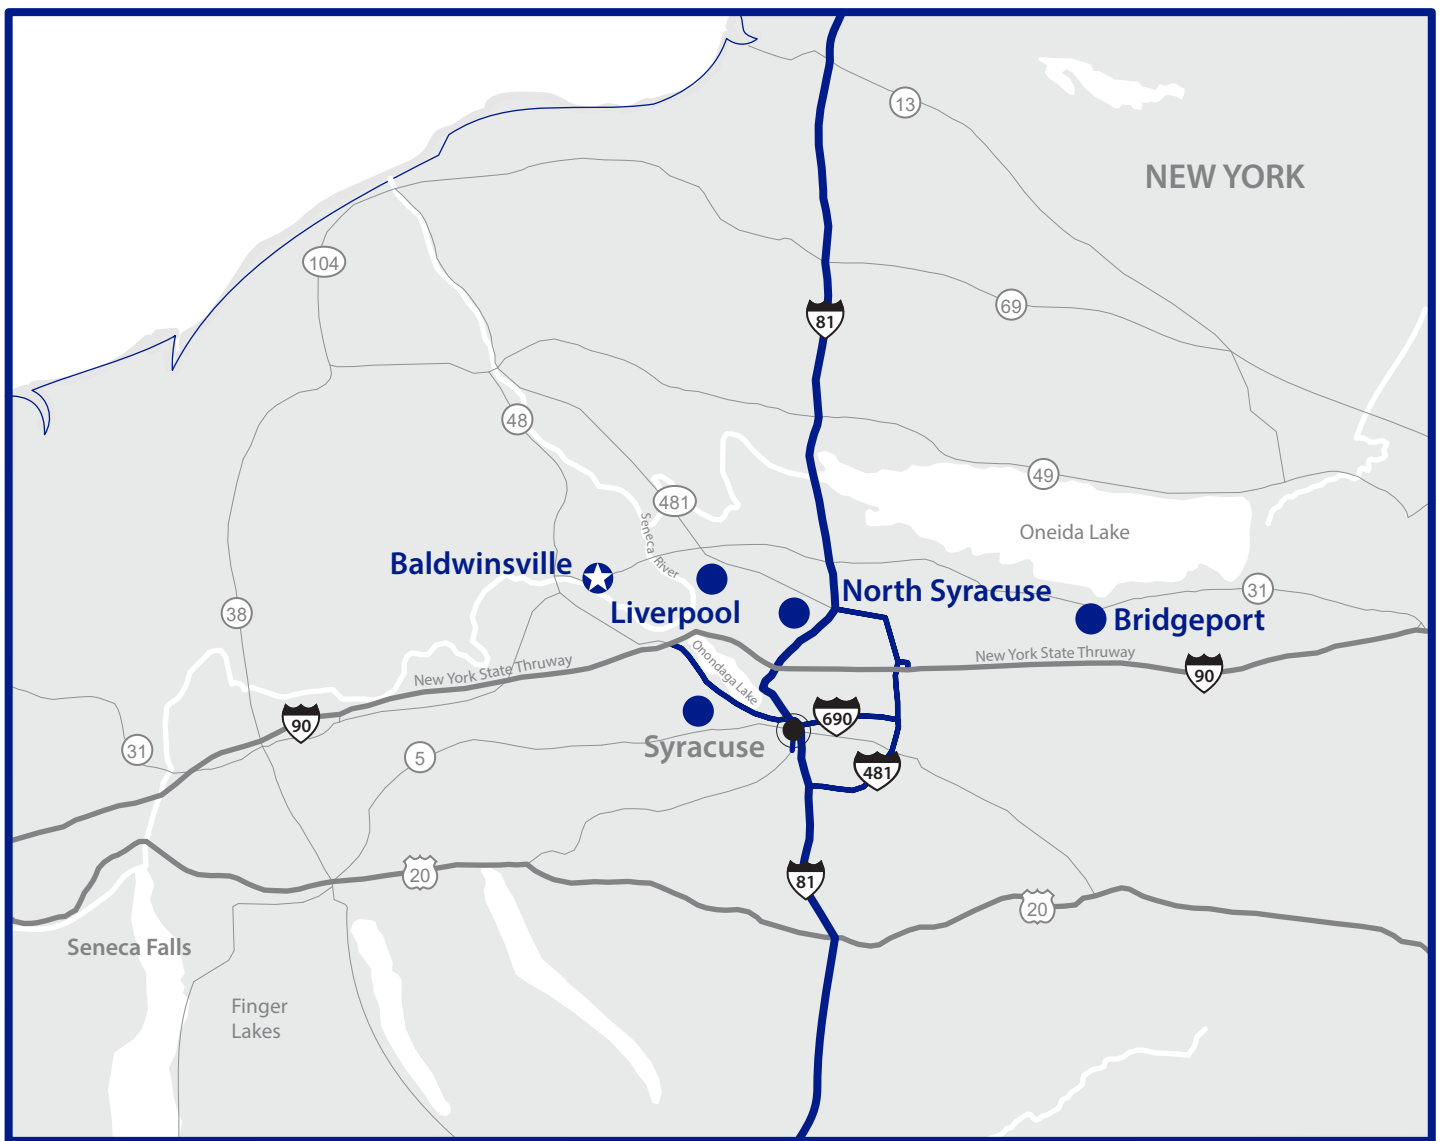 13
NEW YORK
104
69
81
48
49
481
Oneida Lake
Seneca River
Baldwinsville
31
North Syracuse
38
Liverpool
Bridgeport
New York State Thruway
Onondaga Lake
New York State Thruway
90
90
690
31
5
Syracuse
481
20
81
20
Seneca Falls
Finger
Lakes